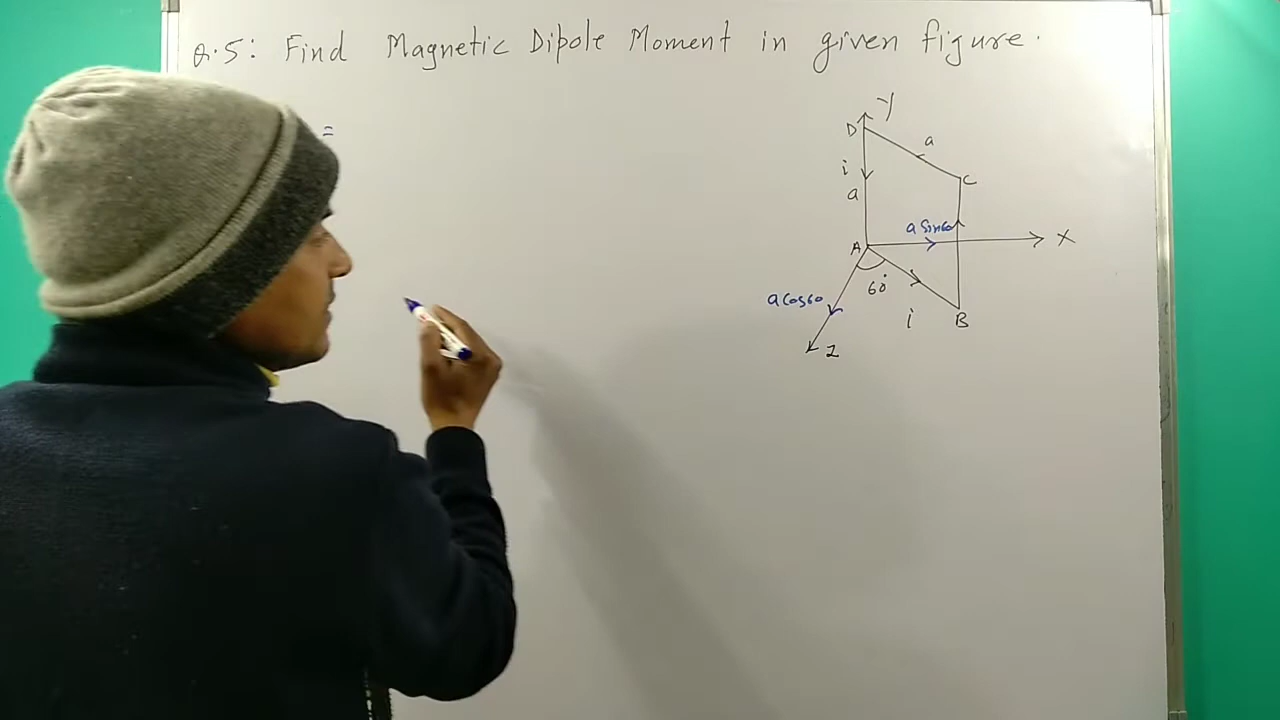 Q.5: Find Magnetic Dipole Moment in given figure.
=
Y
D
a
i
C
a
a sin60
A
X
60°
a cos60
i
B
Z